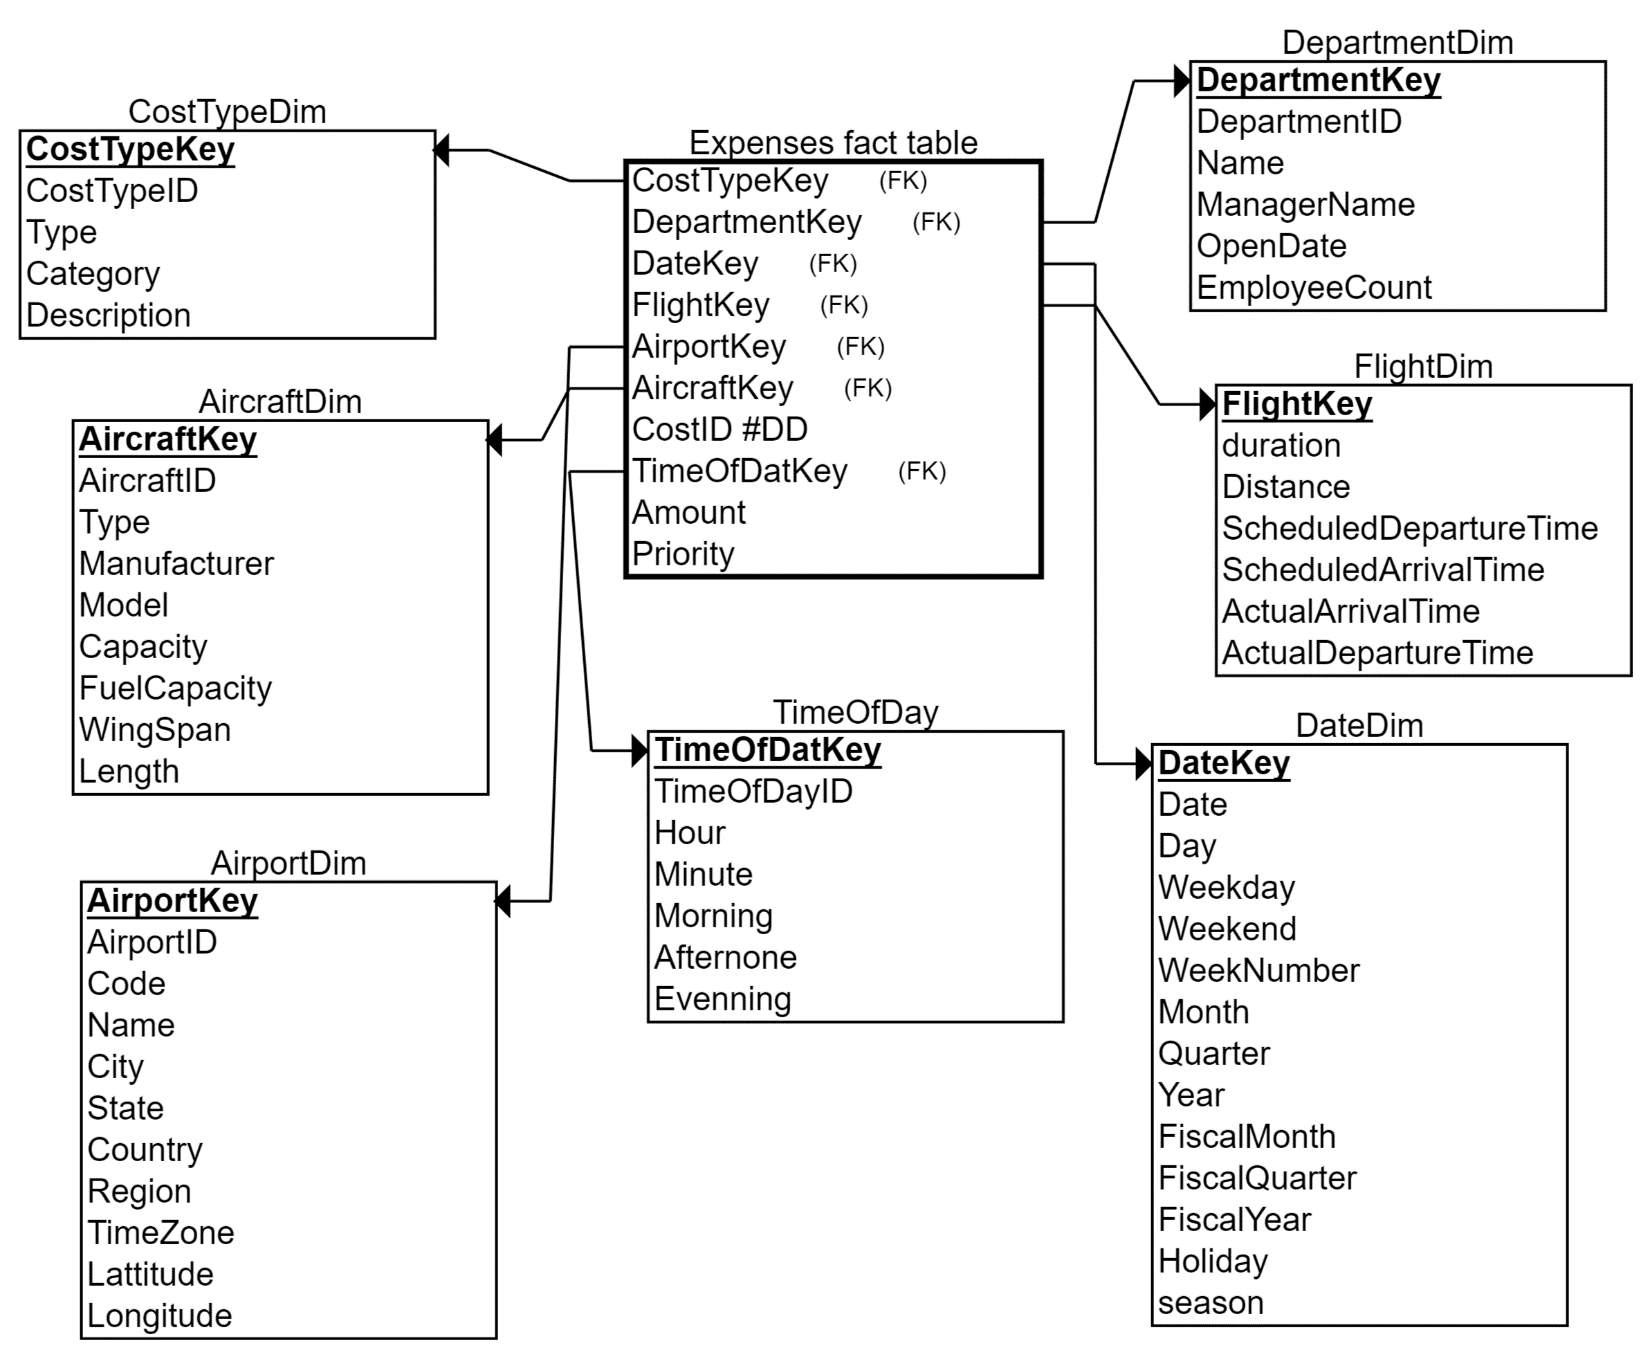 CostTypeDim
CostTypeKey
CostTypeID
Type
Category
Description
AircraftDim
AircraftKey
AircraftID
Type
Manufacturer
Model
Capacity
FuelCapacity
WingSpan
Length
AirportDim
AirportKey
AirportID
Code
Name
City
State
Country
Region
TimeZone
Lattitude
Longitude
Expenses fact table
CostTypeKey (FK)
DepartmentKey (FK)
DateKey (FK)
FlightKey (FK)
AirportKey (FK)
AircraftKey (FK)
CostID #DD
TimeOfDatKey (FK)
Amount
Priority
TimeOfDay
TimeOfDatKey
TimeOfDayID
Hour
Minute
Morning
Afternone
Evenning
DepartmentDim
DepartmentKey
DepartmentID
Name
ManagerName
OpenDate
EmployeeCount
FlightDim
FlightKey
duration
Distance
ScheduledDepartureTime
ScheduledArrivalTime
ActualArrivalTime
ActualDepartureTime
DateDim
DateKey
Date
Day
Weekday
Weekend
WeekNumber
Month
Quarter
Year
FiscalMonth
FiscalQuarter
FiscalYear
Holiday
season